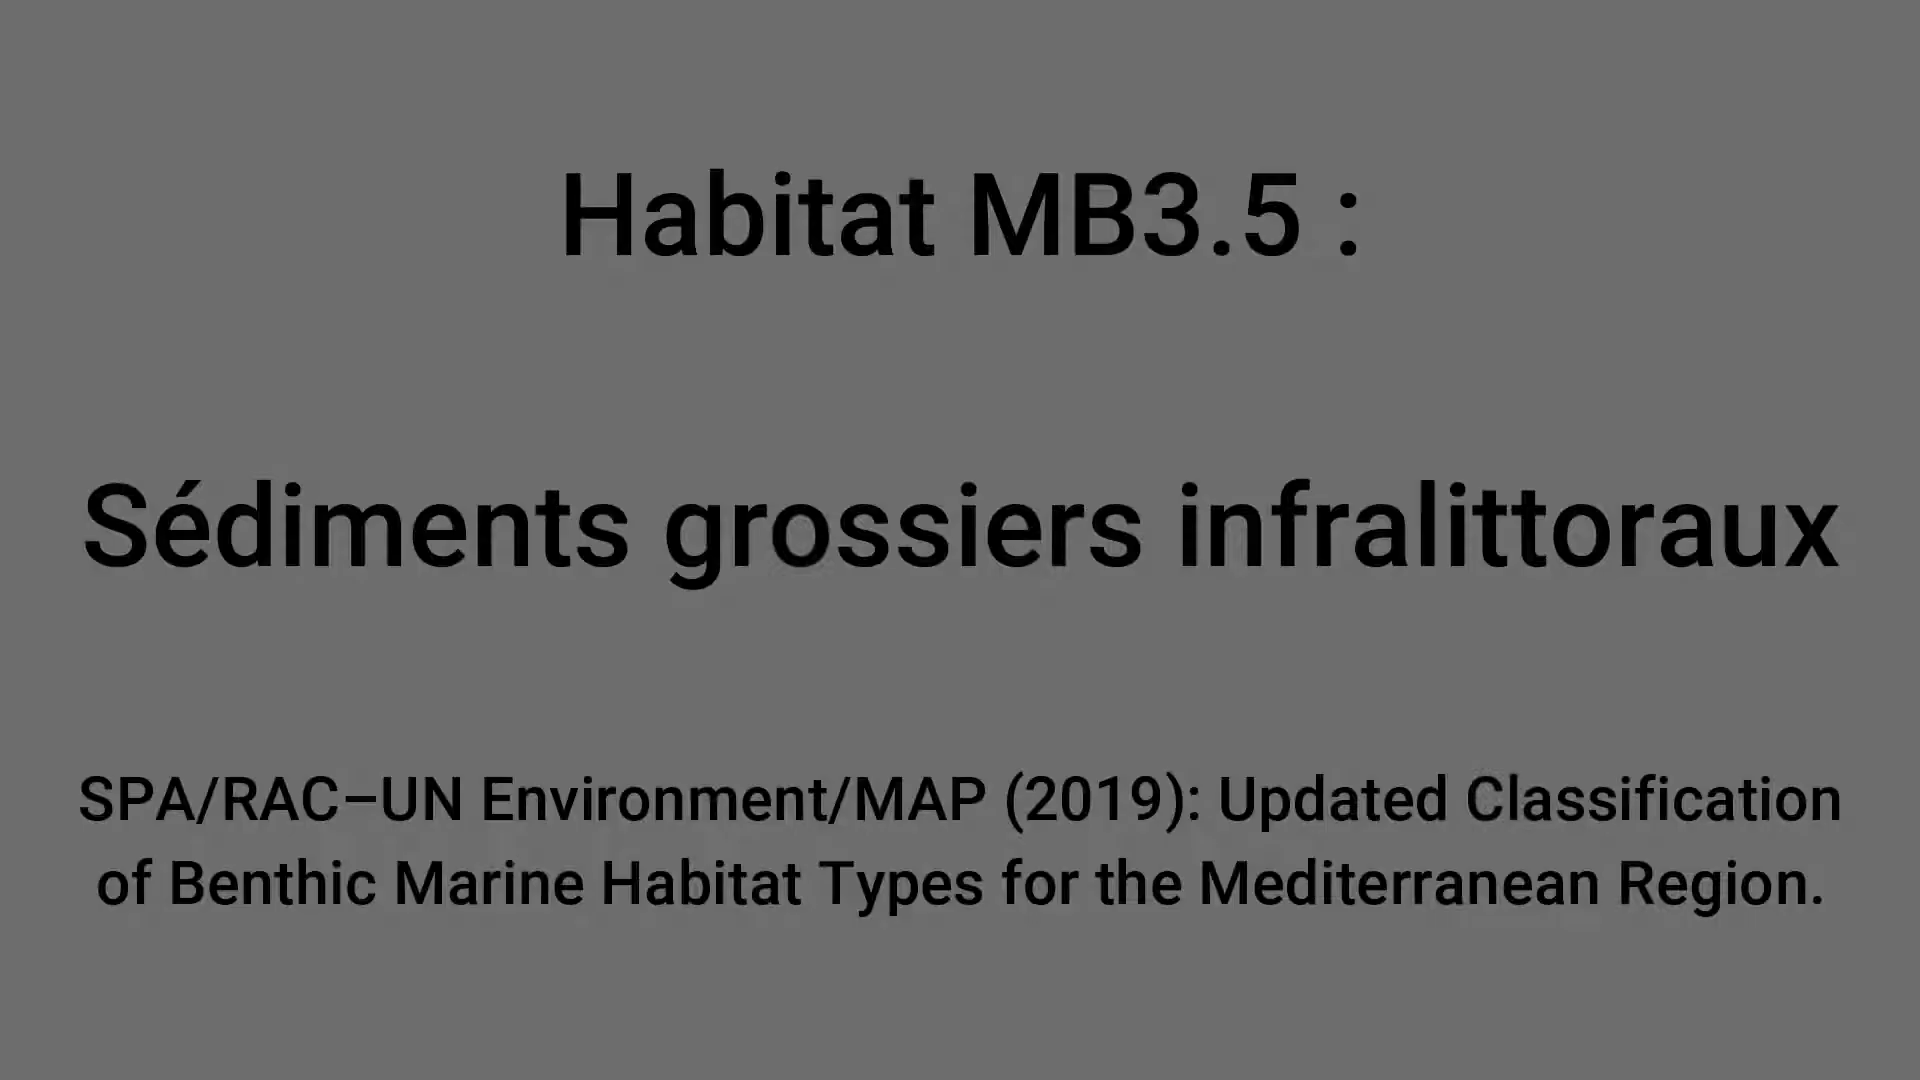 Habitat MB3.5 :
Sédiments grossiers infralittoraux
SPA/RAC–UN Environment/MAP (2019): Updated Classification
of Benthic Marine Habitat Types for the Mediterranean Region.